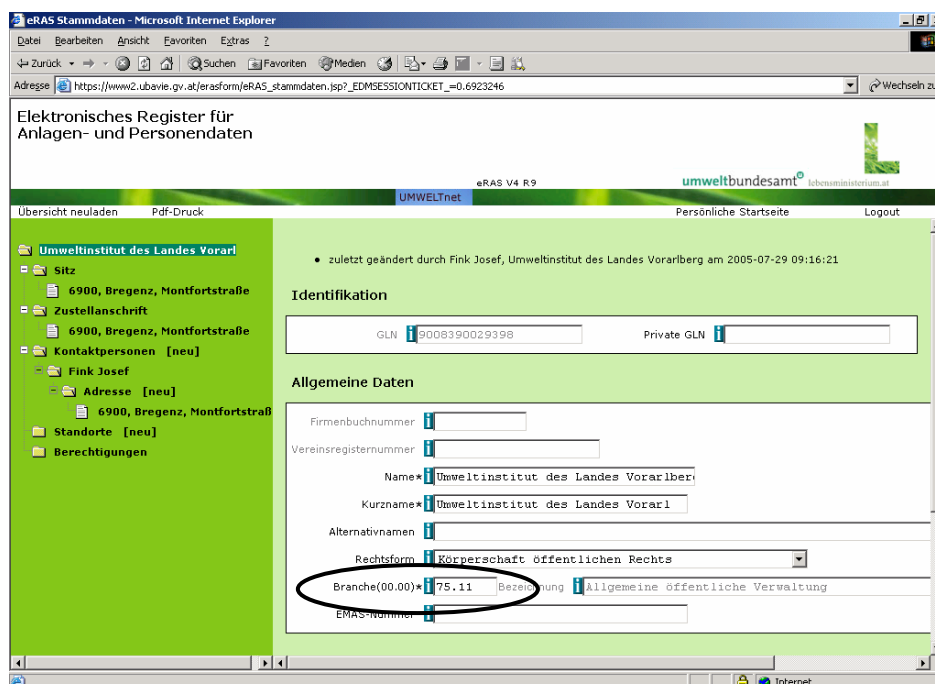 eRAS Stammdaten - Microsoft Internet Explorer
Datei Bearbeiten Ansicht Favoriten Extras ?
Zurück Suchen Favoriten Medien
Adresse https://www2.ubavie.gv.at/erasform/eRAS_stammdaten.jsp?_EDMSESSIONTICKET_=0.6923246 Wechseln zu
Elektronisches Register für
Anlagen- und Personendaten
eRAS V4 R9
umweltbundesamt lebensministerium.at
UMWELTnet
Übersicht neuladen Pdf-Druck Persönliche Startseite Logout
Umweltinstitut des Landes Vorarl
Sitz
6900, Bregenz, Montfortstraße
Zustellanschrift
6900, Bregenz, Montfortstraße
Kontaktpersonen [neu]
Fink Josef
Adresse [neu]
6900, Bregenz, Montfortstraß
Standorte [neu]
Berechtigungen
• zuletzt geändert durch Fink Josef, Umweltinstitut des Landes Vorarlberg am 2005-07-29 09:16:21
Identifikation
GLN i 9008390029398 Private GLN i
Allgemeine Daten
Firmenbuchnummer i
Vereinsregisternummer i
Name* i Umweltinstitut des Landes Vorarlberg
Kurzname* i Umweltinstitut des Landes Vorarl
Alternativnamen i
Rechtsform i Körperschaft öffentlichen Rechts
Branche(00.00)* i 75.11 Bezeichnung i Allgemeine öffentliche Verwaltung
EMAS-Nummer i
Internet